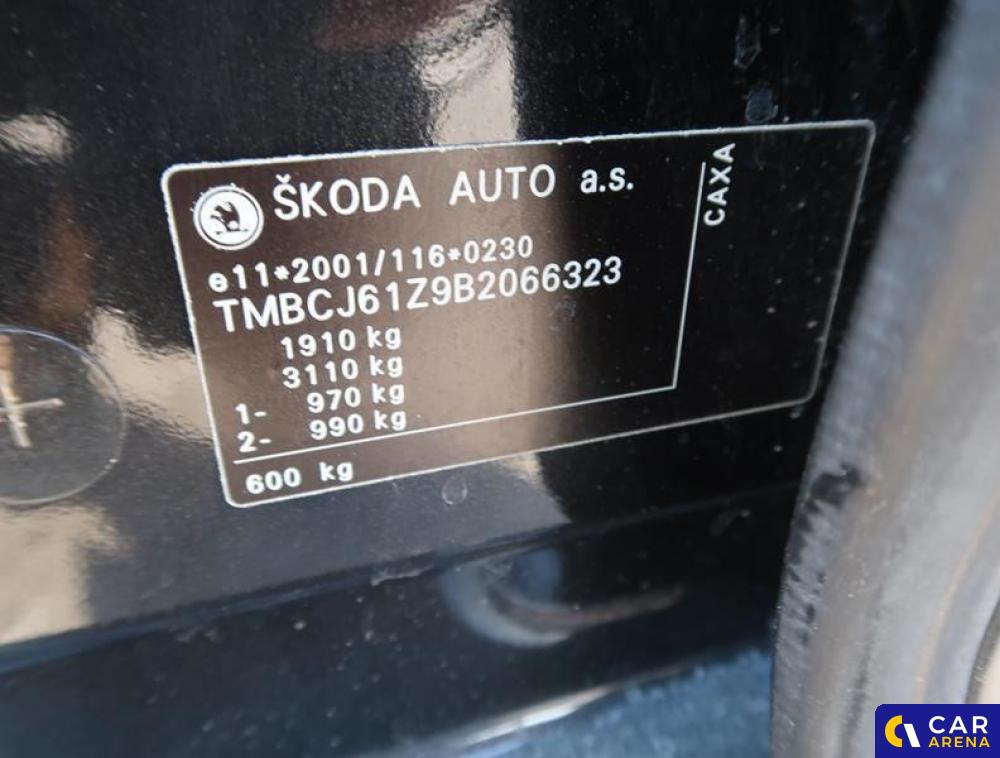 ŠKODA AUTO a.s.
CAXA
e11*2001/116*0230
TMBCJ61Z9B2066323
1910 kg
3110 kg
1- 970 kg
2- 990 kg
600 kg
CAR
ARENA